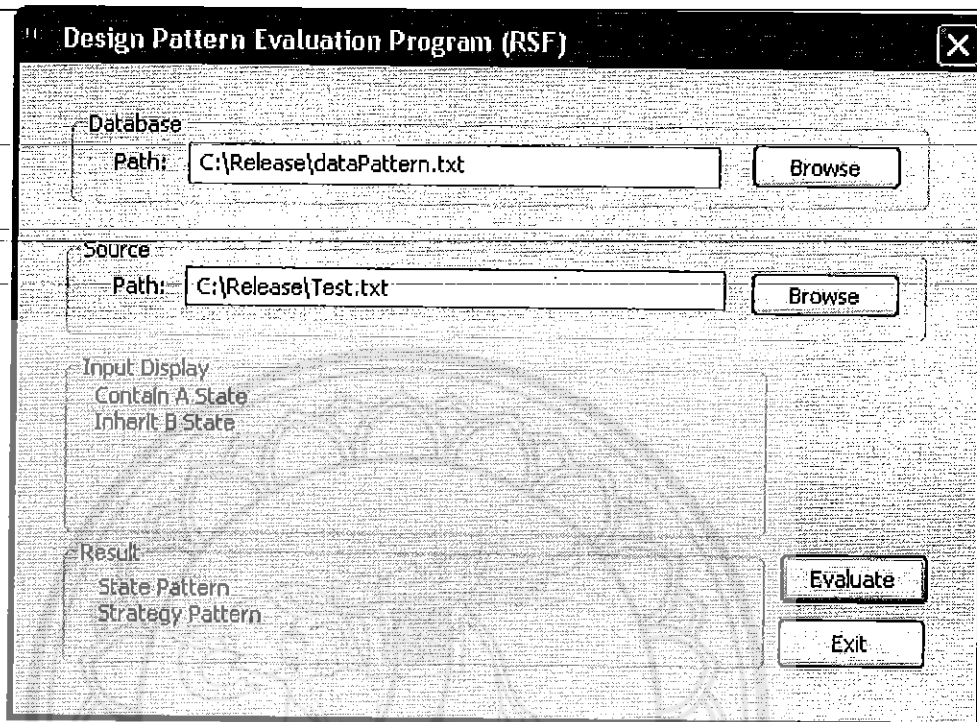 Design Pattern Evaluation Program (RSF)
Database
Path: C:\Release\dataPattern.txt Browse
Source
Path: C:\Release\Test.txt Browse
Input Display
Contain A State
Inherit B State
Result
State Pattern
Strategy Pattern
Evaluate
Exit